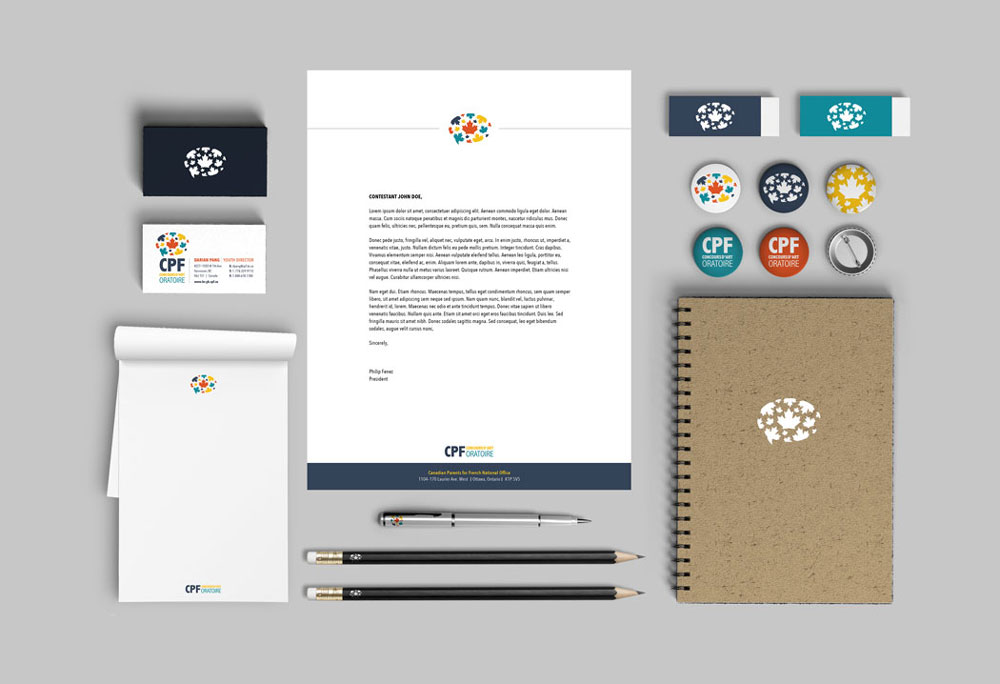 CPF
CONCOURS D'ART
ORATOIRE
DARIAN YANG YOUTH DIRECTOR
www.bc-yk.cpf.ca
CPF
CONCOURS D'ART
ORATOIRE
CONTESTANT JOHN DOE,
Lorem ipsum dolor sit amet, consectetuer adipiscing elit. Aenean commodo ligula eget dolor. Aenean
massa. Cum sociis natoque penatibus et magnis dis parturient montes, nascetur ridiculus mus. Donec
quam felis, ultricies nec, pellentesque eu, pretium quis, sem. Nulla consequat massa quis enim.
Donec pede justo, fringilla vel, aliquet nec, vulputate eget, arcu. In enim justo, rhoncus ut, imperdiet a,
venenatis vitae, justo. Nullam dictum felis eu pede mollis pretium. Integer tincidunt. Cras dapibus.
Vivamus elementum semper nisi. Aenean vulputate eleifend tellus. Aenean leo ligula, porttitor eu,
consequat vitae, eleifend ac, enim. Aliquam lorem ante, dapibus in, viverra quis, feugiat a, tellus.
Phasellus viverra nulla ut metus varius laoreet. Quisque rutrum. Aenean imperdiet. Etiam ultricies nisi
vel augue. Curabitur ullamcorper ultricies nisi.
Nam eget dui. Etiam rhoncus. Maecenas tempus, tellus eget condimentum rhoncus, sem quam semper
libero, sit amet adipiscing sem neque sed ipsum. Nam quam nunc, blandit vel, luctus pulvinar,
hendrerit id, lorem. Maecenas nec odio et ante tincidunt tempus. Donec vitae sapien ut libero
venenatis faucibus. Nullam quis ante. Etiam sit amet orci eget eros faucibus tincidunt. Duis leo. Sed
fringilla mauris sit amet nibh. Donec sodales sagittis magna. Sed consequat, leo eget bibendum
sodales, augue velit cursus nunc,
Sincerely,
Philip Fenez
President
CPF
CONCOURS D'ART
ORATOIRE
Canadian Parents for French National Office
1104-170 Laurier Ave. West | Ottawa, Ontario | K1P 5V5
CPF
CONCOURS D'ART
ORATOIRE
CPF
CONCOURS D'ART
ORATOIRE